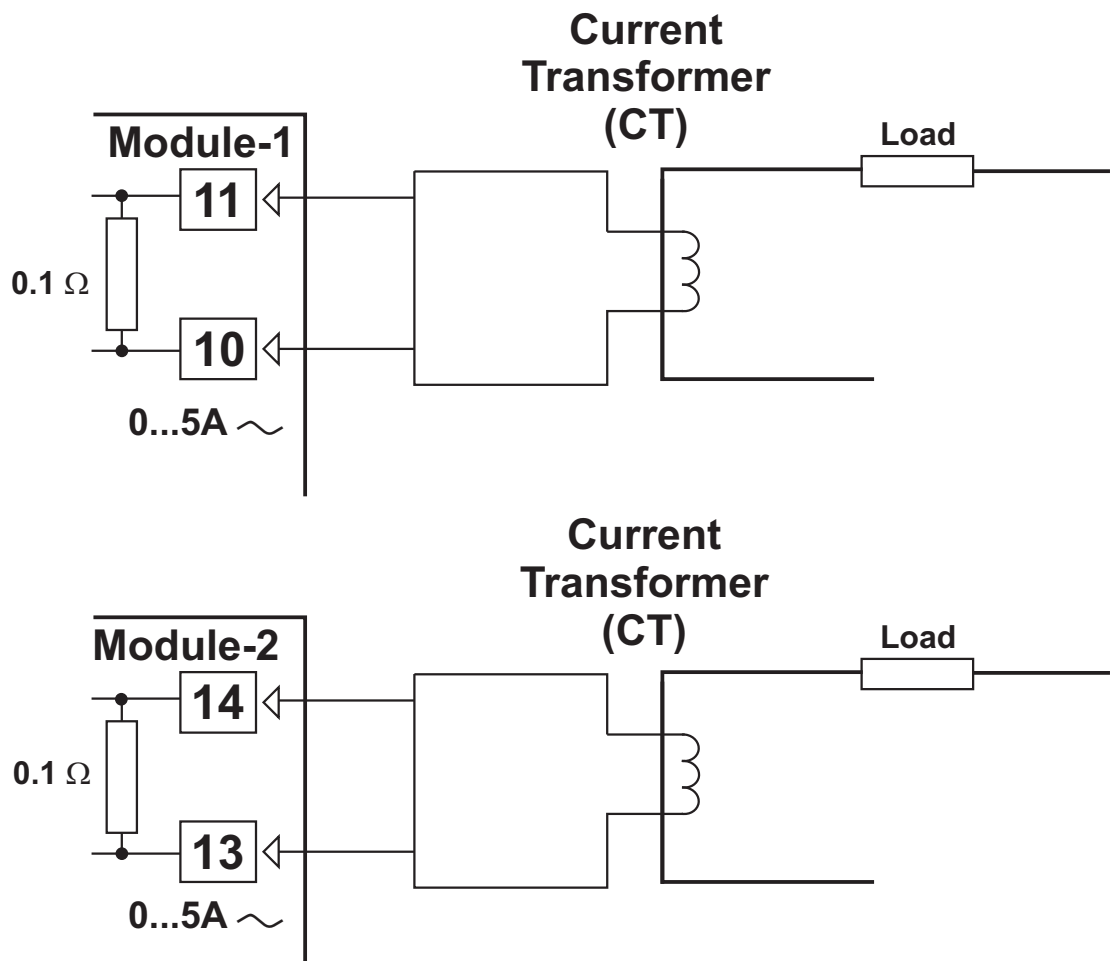 Current
Transformer
(CT)
Load
Module-1
11
0.1 Ω
10
0...5A ~
Current
Transformer
(CT)
Load
Module-2
14
0.1 Ω
13
0...5A ~